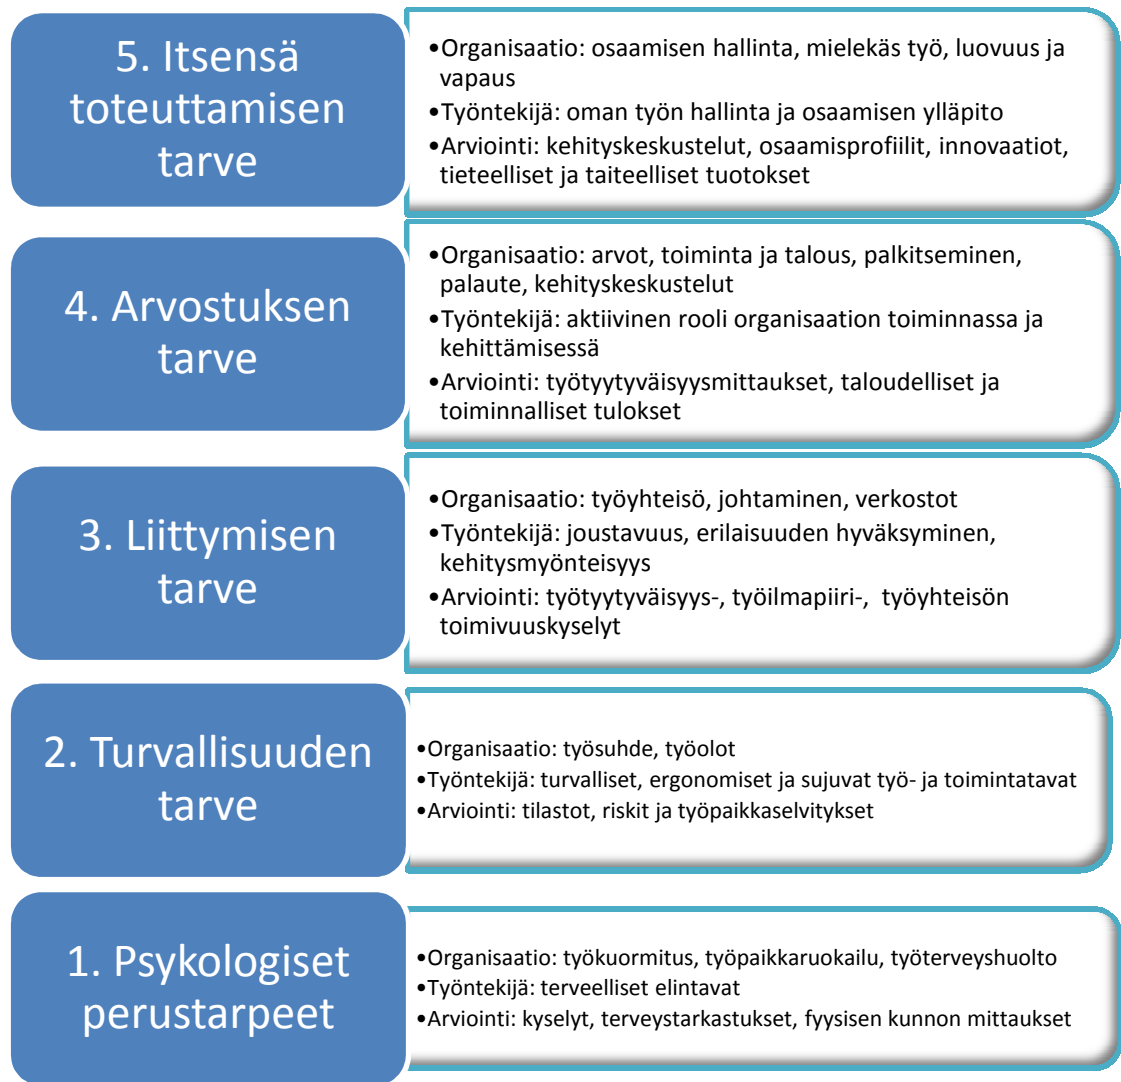 5. Itsensä
toteuttamisen
tarve
•Organisaatio: osaamisen hallinta, mielekäs työ, luovuus ja
vapaus
•Työntekijä: oman työn hallinta ja osaamisen ylläpito
•Arviointi: kehityskeskustelut, osaamisprofiilit, innovaatiot,
tieteelliset ja taiteelliset tuotokset
4. Arvostuksen
tarve
•Organisaatio: arvot, toiminta ja talous, palkitseminen,
palaute, kehityskeskustelut
•Työntekijä: aktiivinen rooli organisaation toiminnassa ja
kehittämisessä
•Arviointi: työtyytyväisyysmittaukset, taloudelliset ja
toiminnalliset tulokset
3. Liittymisen
tarve
•Organisaatio: työyhteisö, johtaminen, verkostot
•Työntekijä: joustavuus, erilaisuuden hyväksyminen,
kehitysmyönteisyys
•Arviointi: työtyytyväisyys-, työilmapiiri-, työyhteisön
toimivuuskyselyt
2. Turvallisuuden
tarve
•Organisaatio: työsuhde, työolot
•Työntekijä: turvalliset, ergonomiset ja sujuvat työ- ja toimintatavat
•Arviointi: tilastot, riskit ja työpaikkaselvitykset
1. Psykologiset
perustarpeet
•Organisaatio: työkuormitus, työpaikkaruokailu, työterveyshuolto
•Työntekijä: terveelliset elintavat
•Arviointi: kyselyt, terveystarkastukset, fyysisen kunnon mittaukset